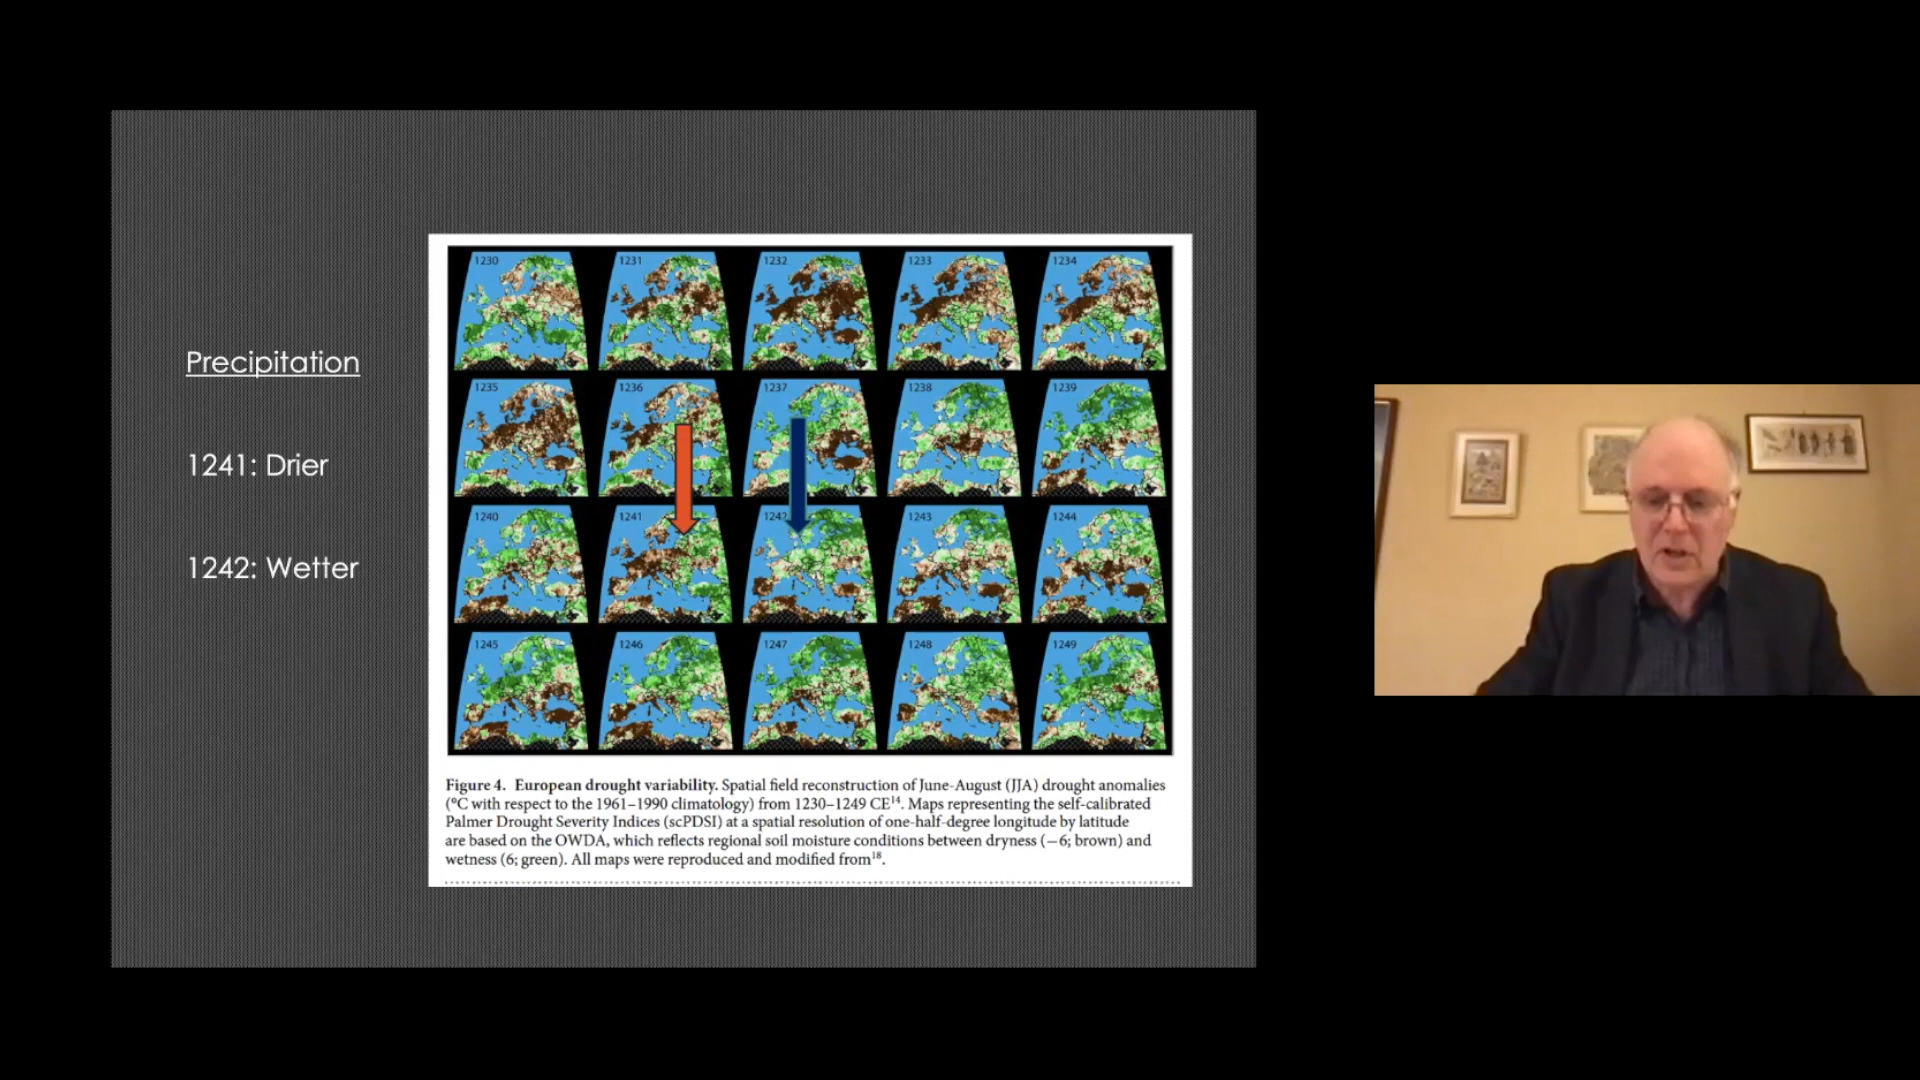 Precipitation
1241: Drier
1242: Wetter
1230 1231 1232 1233 1234
1235 1236 1237 1238 1239
1240 1241 1242 1243 1244
1245 1246 1247 1248 1249
Figure 4. European drought variability. Spatial field reconstruction of June-August (JJA) drought anomalies
(°C with respect to the 1961–1990 climatology) from 1230–1249 CE¹⁴. Maps representing the self-calibrated
Palmer Drought Severity Indices (scPDSI) at a spatial resolution of one-half-degree longitude by latitude
are based on the OWDA, which reflects regional soil moisture conditions between dryness (−6; brown) and
wetness (6; green). All maps were reproduced and modified from¹⁸.